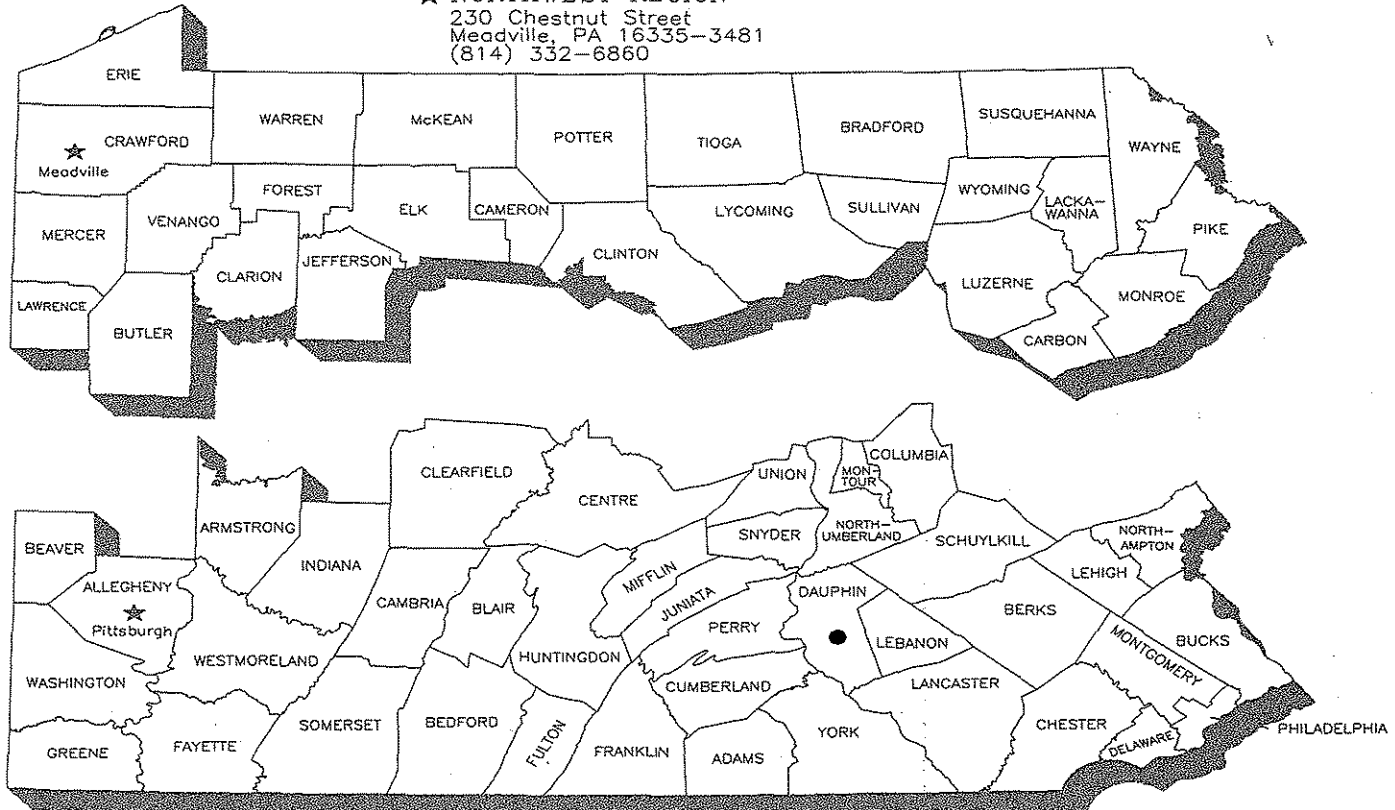 ★ NORTHWEST REGION
230 Chestnut Street
Meadville, PA 16335-3481
(814) 332-6860
ERIE
CRAWFORD
Meadville
WARREN
McKEAN
POTTER
TIOGA
BRADFORD
SUSQUEHANNA
WAYNE
FOREST
VENANGO
ELK
CAMERON
LYCOMING
SULLIVAN
WYOMING
LACKA-
WANNA
PIKE
MERCER
CLARION
JEFFERSON
CLINTON
LUZERNE
MONROE
LAWRENCE
BUTLER
CARBON
CLEARFIELD
CENTRE
UNION
MON-
TOUR
COLUMBIA
BEAVER
ARMSTRONG
INDIANA
SNYDER
NORTH-
UMBERLAND
SCHUYLKILL
NORTH-
AMPTON
ALLEGHENY
Pittsburgh
CAMBRIA
BLAIR
MIFFLIN
JUNIATA
DAUPHIN
LEHIGH
BERKS
PERRY
LEBANON
MONTGOMERY
BUCKS
WASHINGTON
WESTMORELAND
HUNTINGDON
CUMBERLAND
LANCASTER
GREENE
FAYETTE
SOMERSET
BEDFORD
FULTON
FRANKLIN
ADAMS
YORK
CHESTER
DELAWARE
PHILADELPHIA